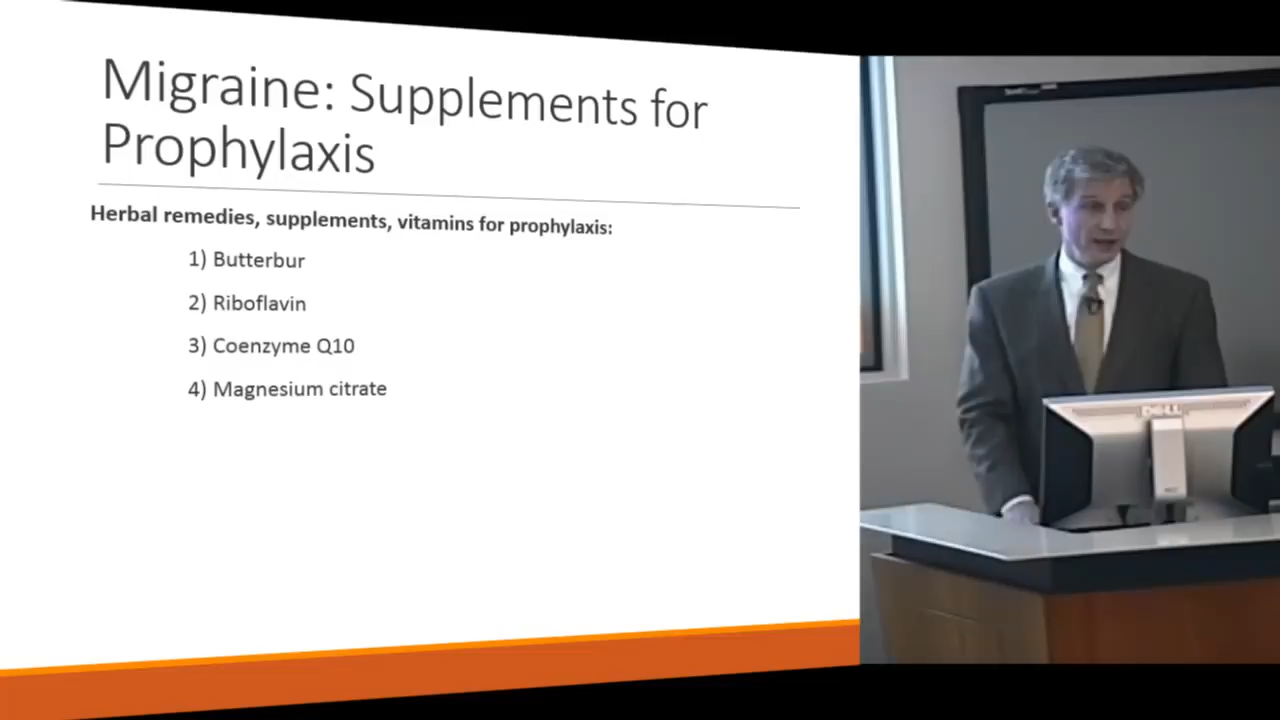 Migraine: Supplements for
Prophylaxis
Herbal remedies, supplements, vitamins for prophylaxis:
1) Butterbur
2) Riboflavin
3) Coenzyme Q10
4) Magnesium citrate
DELL